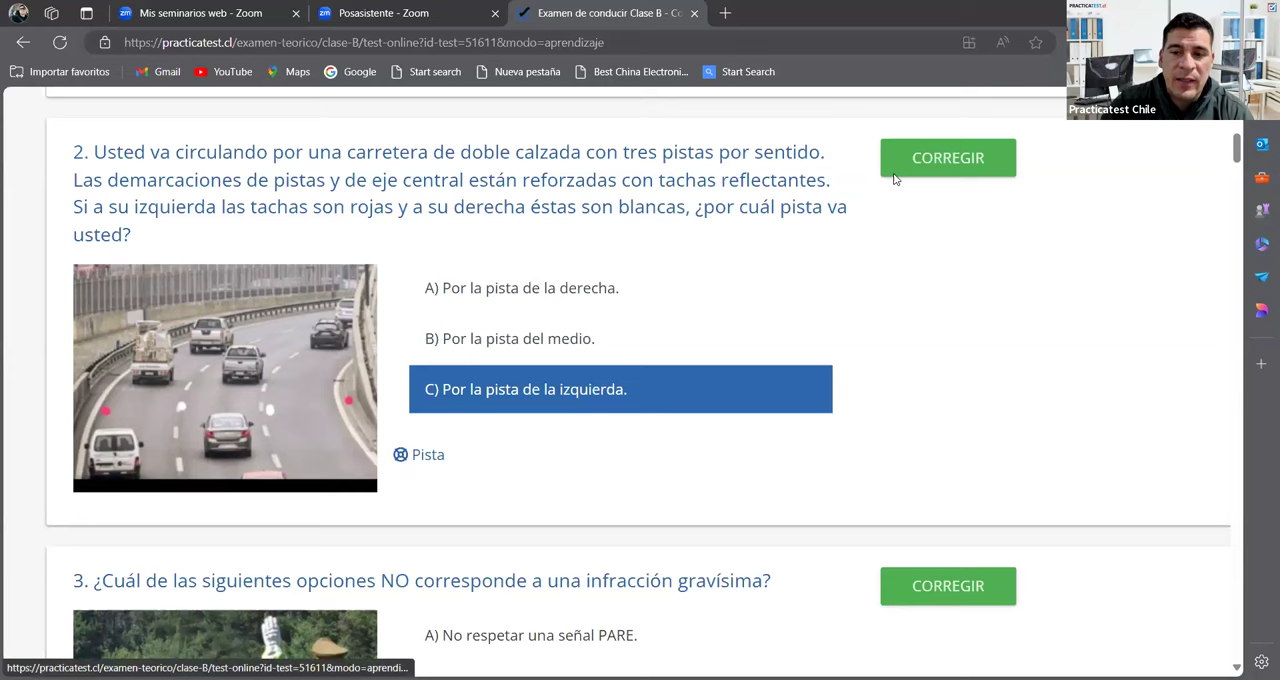 Mis seminarios web - Zoom
Posasistente - Zoom
Examen de conducir Clase B - Co
https://practicatest.cl/examen-teorico/clase-B/test-online?id-test=51611&modo=aprendizaje
Importar favoritos
Gmail
YouTube
Maps
Google
Start search
Nueva pestaña
Best China Electroni...
Start Search
PRACTICATEST.cl
Practicatest Chile
2. Usted va circulando por una carretera de doble calzada con tres pistas por sentido.
Las demarcaciones de pistas y de eje central están reforzadas con tachas reflectantes.
Si a su izquierda las tachas son rojas y a su derecha éstas son blancas, ¿por cuál pista va
usted?
CORREGIR
A) Por la pista de la derecha.
B) Por la pista del medio.
C) Por la pista de la izquierda.
Pista
3. ¿Cuál de las siguientes opciones NO corresponde a una infracción gravísima?
CORREGIR
A) No respetar una señal PARE.
https://practicatest.cl/examen-teorico/clase-B/test-online?id-test=51611&modo=aprendi...